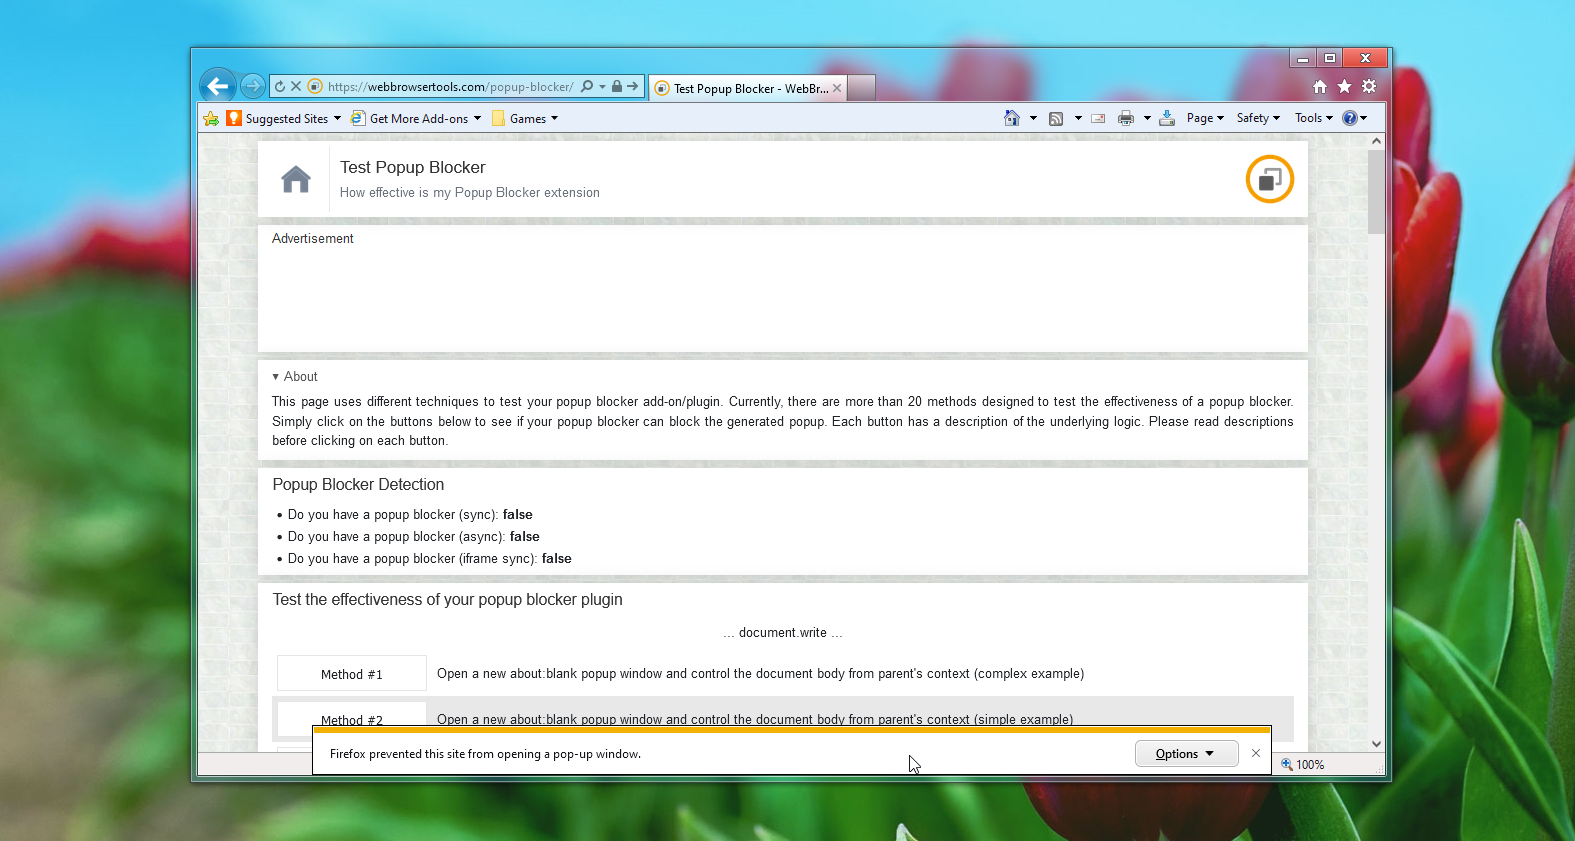 https://webbrowsertools.com/popup-blocker/
Test Popup Blocker - WebBr...
Suggested Sites
Get More Add-ons
Games
Page
Safety
Tools
Test Popup Blocker
How effective is my Popup Blocker extension
Advertisement
▾ About
This page uses different techniques to test your popup blocker add-on/plugin. Currently, there are more than 20 methods designed to test the effectiveness of a popup blocker.
Simply click on the buttons below to see if your popup blocker can block the generated popup. Each button has a description of the underlying logic. Please read descriptions
before clicking on each button.
Popup Blocker Detection
• Do you have a popup blocker (sync): false
• Do you have a popup blocker (async): false
• Do you have a popup blocker (iframe sync): false
Test the effectiveness of your popup blocker plugin
... document.write ...
Method #1
Open a new about:blank popup window and control the document body from parent's context (complex example)
Method #2
Open a new about:blank popup window and control the document body from parent's context (simple example)
Firefox prevented this site from opening a pop-up window.
Options
100%